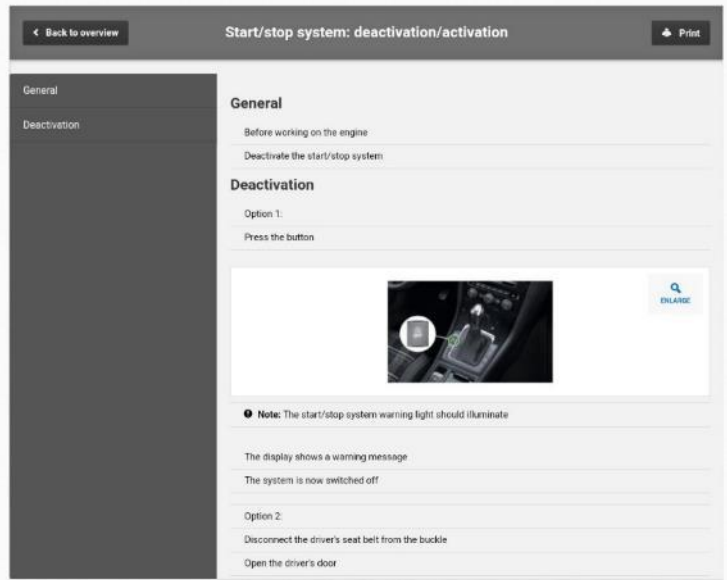 Back to overview
Start/stop system: deactivation/activation
Print
General
Deactivation
General
Before working on the engine
Deactivate the start/stop system
Deactivation
Option 1:
Press the button
ENLARGE
Note: The start/stop system warning light should illuminate
The display shows a warning message
The system is now switched off
Option 2:
Disconnect the driver's seat belt from the buckle
Open the driver's door